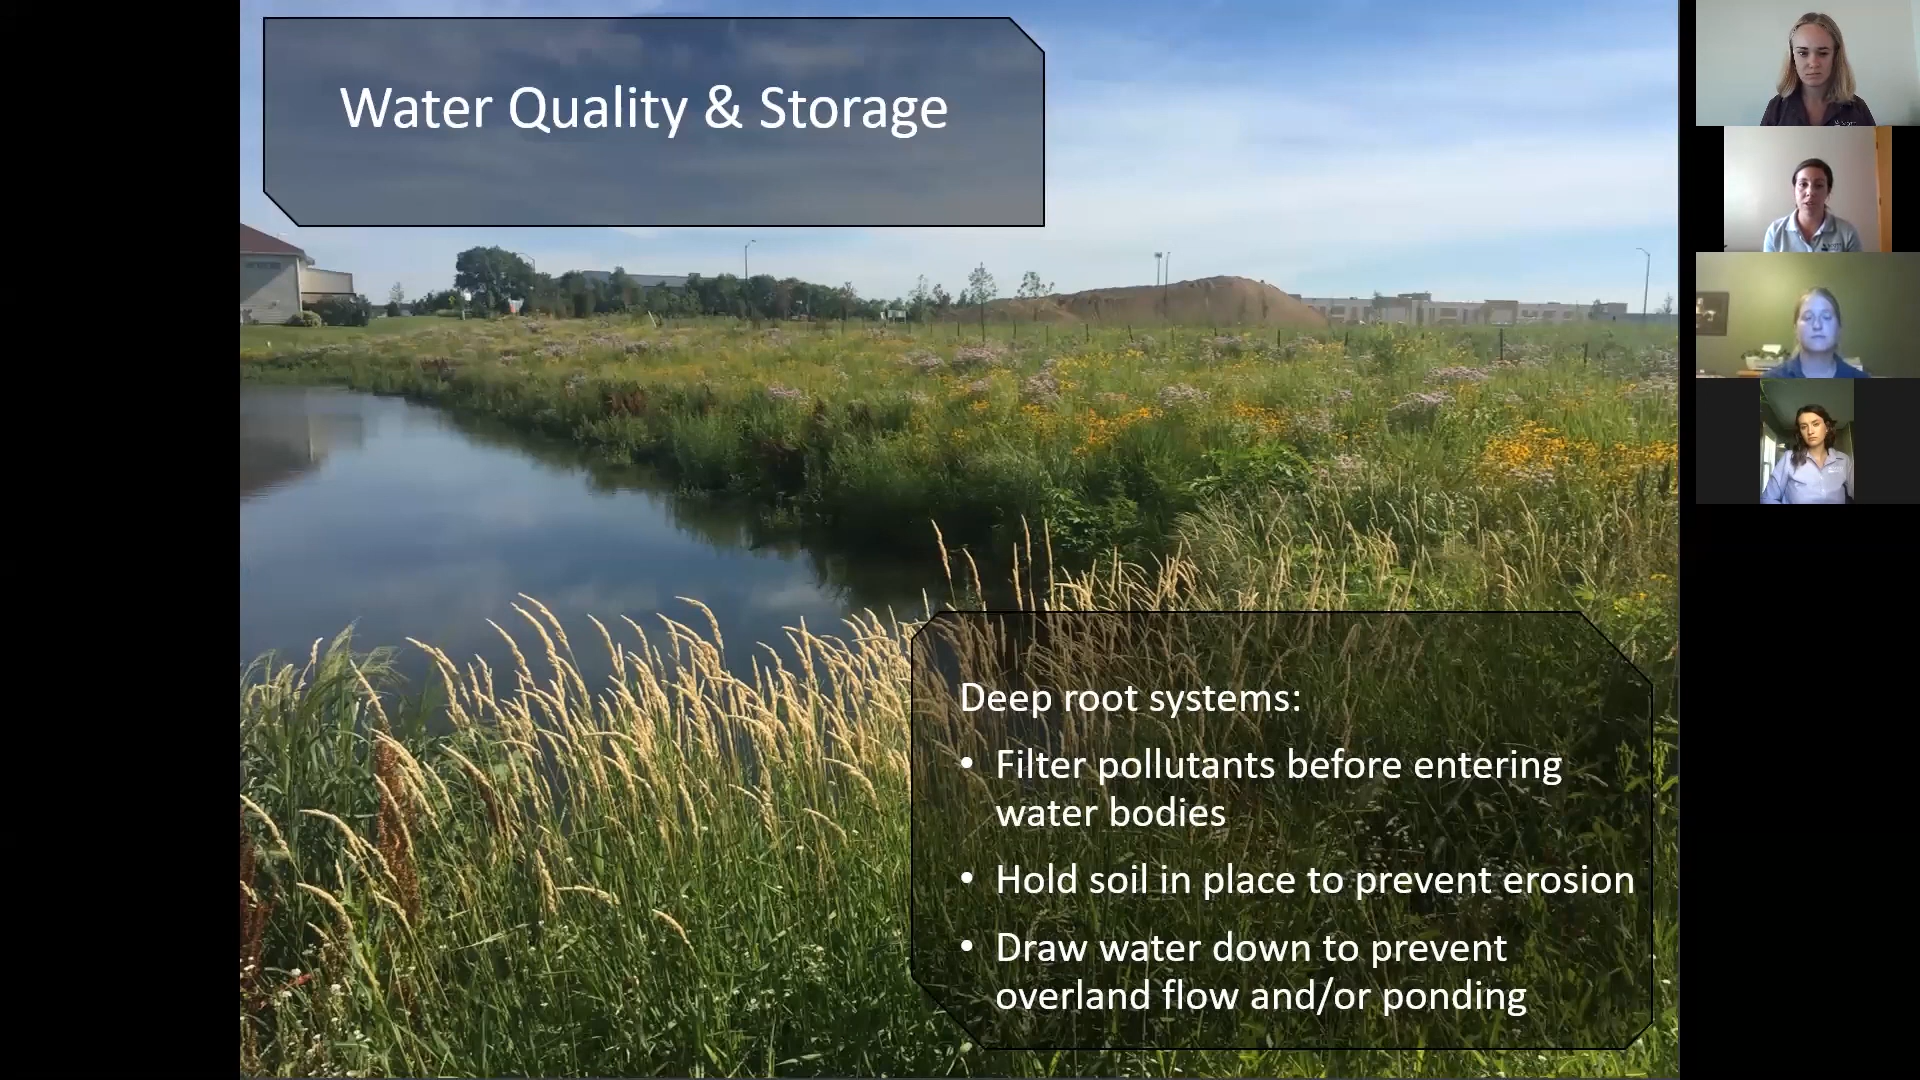 Water Quality & Storage
Deep root systems:
• Filter pollutants before entering
water bodies
• Hold soil in place to prevent erosion
• Draw water down to prevent
overland flow and/or ponding